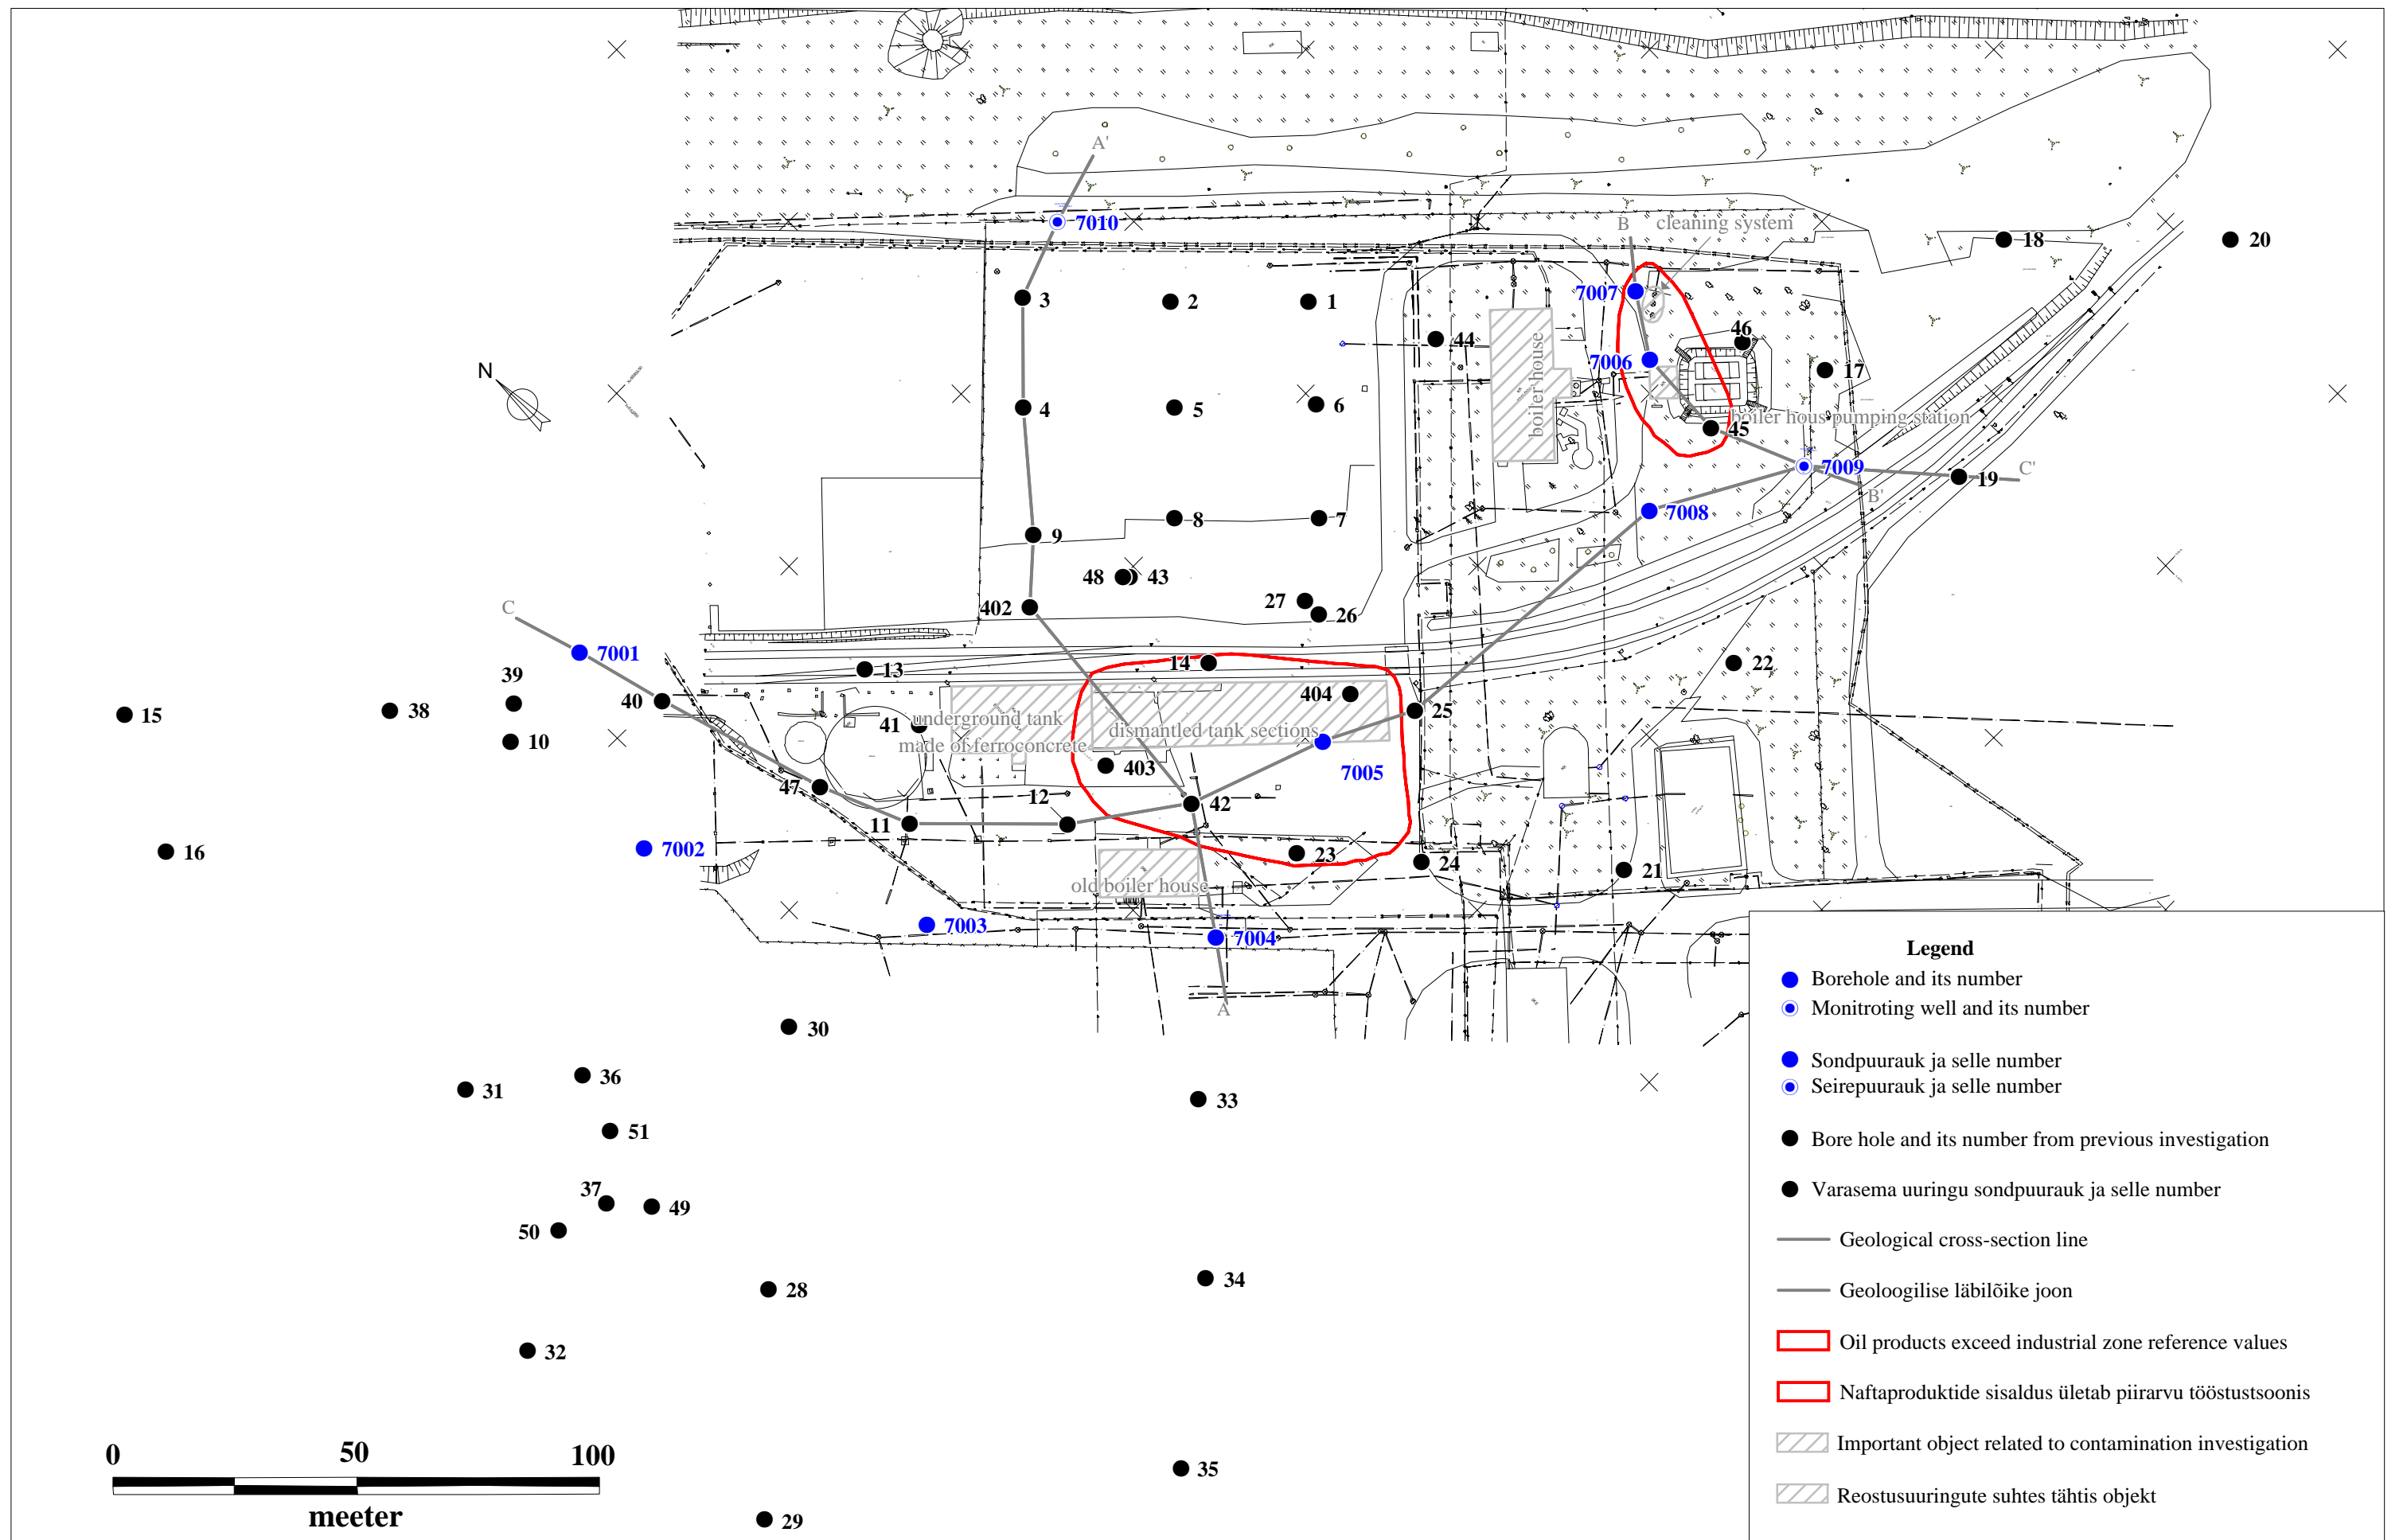 A'
7010
B
cleaning system
18
20
3
2
1
7007
46
44
7006
17
N
boiler house
4
5
6
boiler hous pumping station
45
7009
C'
19
B'
7008
8
7
9
48
43
27
26
402
C
7001
13
14
22
39
40
404
15
38
25
41
underground tank
dismantled tank sections
10
made of ferroconcrete
403
7005
47
12
42
11
16
7002
23
24
21
old boiler house
7003
7004
A
30
36
31
33
51
37
49
50
34
28
32
35
29
0
50
100
meeter
Legend
Borehole and its number
Monitroting well and its number
Sondpuurauk ja selle number
Seirepuurauk ja selle number
Bore hole and its number from previous investigation
Varasema uuringu sondpuurauk ja selle number
Geological cross-section line
Geoloogilise läbilõike joon
Oil products exceed industrial zone reference values
Naftaproduktide sisaldus ületab piirarvu tööstustsoonis
Important object related to contamination investigation
Reostusuuringute suhtes tähtis objekt